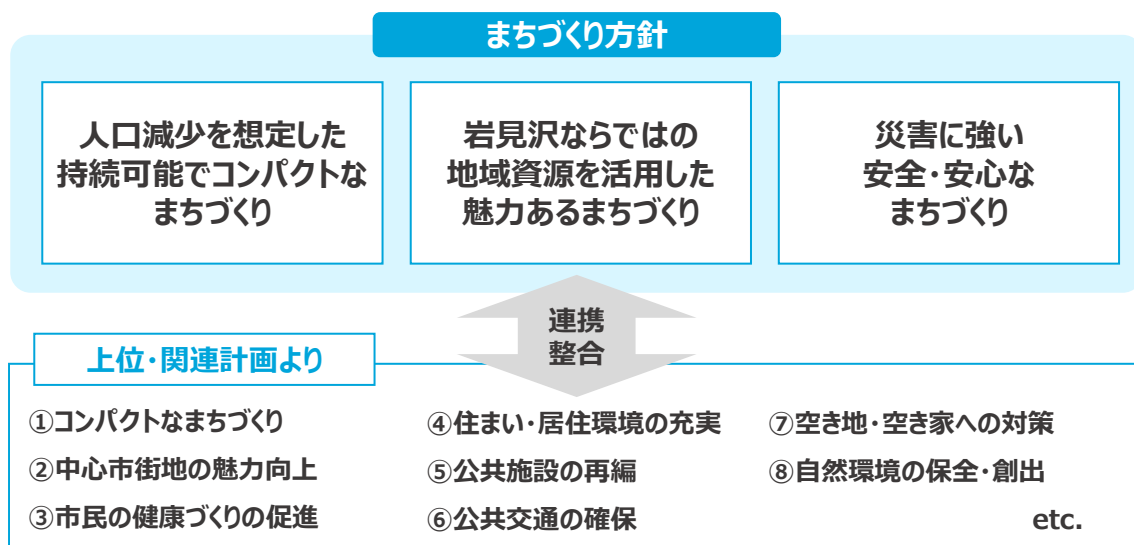 まちづくり方針
人口減少を想定した
持続可能でコンパクトな
まちづくり
岩見沢ならではの
地域資源を活用した
魅力あるまちづくり
災害に強い
安全・安心な
まちづくり
連携
整合
上位・関連計画より
①コンパクトなまちづくり
②中心市街地の魅力向上
③市民の健康づくりの促進
④住まい・居住環境の充実
⑤公共施設の再編
⑥公共交通の確保
⑦空き地・空き家への対策
⑧自然環境の保全・創出
etc.